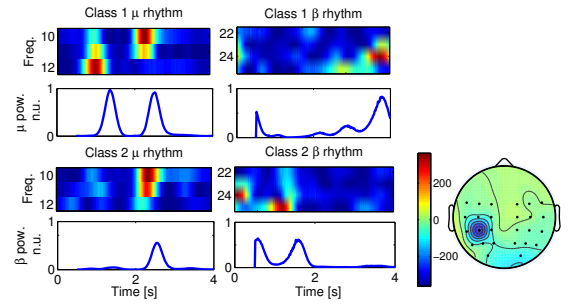 Class 1 μ rhythm
Class 1 β rhythm
Freq.
10
12
22
24
μ pow.
n.u.
1
0
1
0
Class 2 μ rhythm
Class 2 β rhythm
Freq.
10
12
22
24
β pow.
n.u.
1
0
1
0
0 2 4
0 2 4
Time [s]
Time [s]
200
0
−200